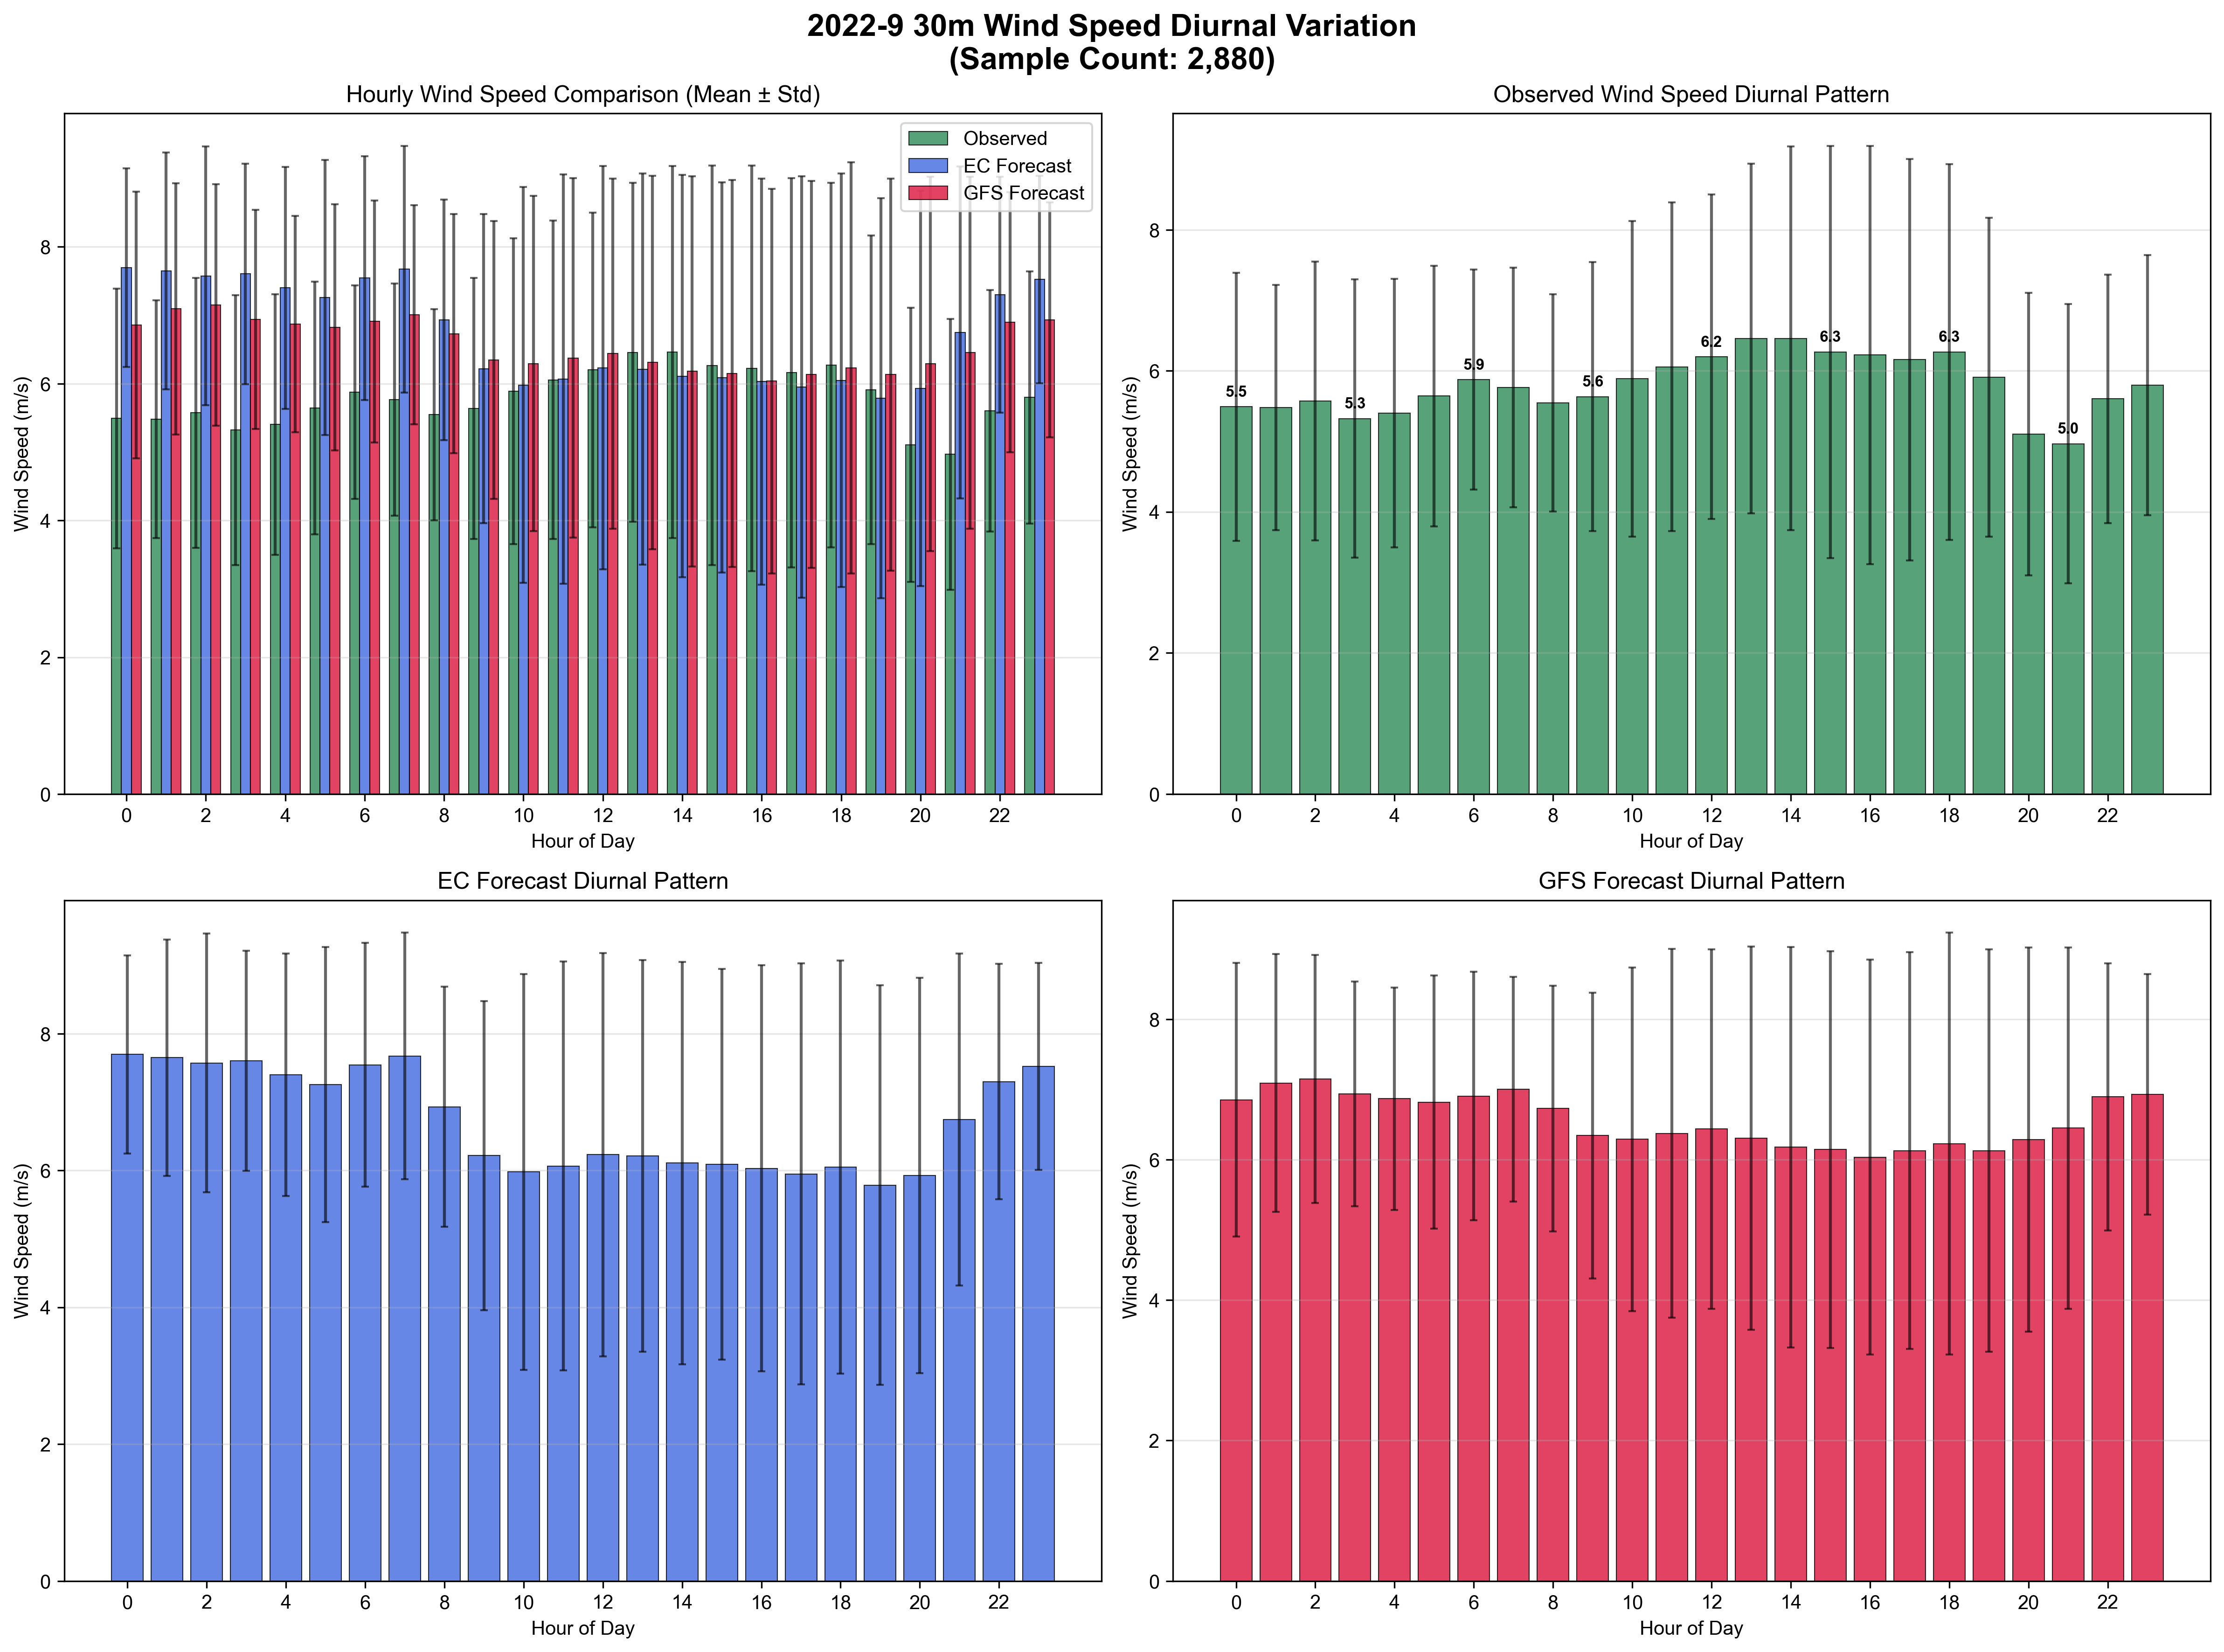 2022-9 30m Wind Speed Diurnal Variation
(Sample Count: 2,880)
Hourly Wind Speed Comparison (Mean ± Std)
Wind Speed (m/s)
8
6
4
2
0
Observed
EC Forecast
GFS Forecast
0 2 4 6 8 10 12 14 16 18 20 22
Hour of Day
Observed Wind Speed Diurnal Pattern
Wind Speed (m/s)
8
6
4
2
0
5.5 5.3 5.9 5.6 6.2 6.3 6.3 5.0
0 2 4 6 8 10 12 14 16 18 20 22
Hour of Day
EC Forecast Diurnal Pattern
Wind Speed (m/s)
8
6
4
2
0
0 2 4 6 8 10 12 14 16 18 20 22
Hour of Day
GFS Forecast Diurnal Pattern
Wind Speed (m/s)
8
6
4
2
0
0 2 4 6 8 10 12 14 16 18 20 22
Hour of Day